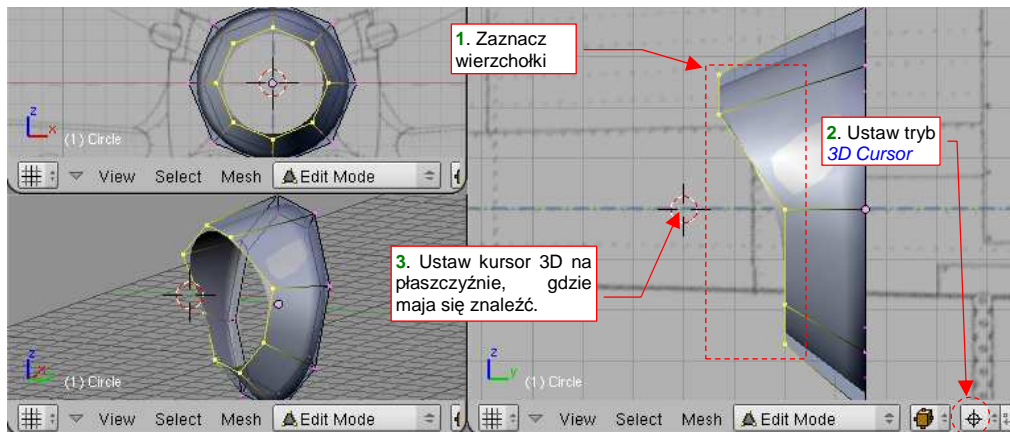 1. Zaznacz
wierzchołki
2. Ustaw tryb
3D Cursor
3. Ustaw kursor 3D na
płaszczyźnie, gdzie
maja się znaleźć.
z
x
(1) Circle
View Select Mesh Edit Mode
z
(1) Circle
View Select Mesh Edit Mode
z
y
(1) Circle
View Select Mesh Edit Mode